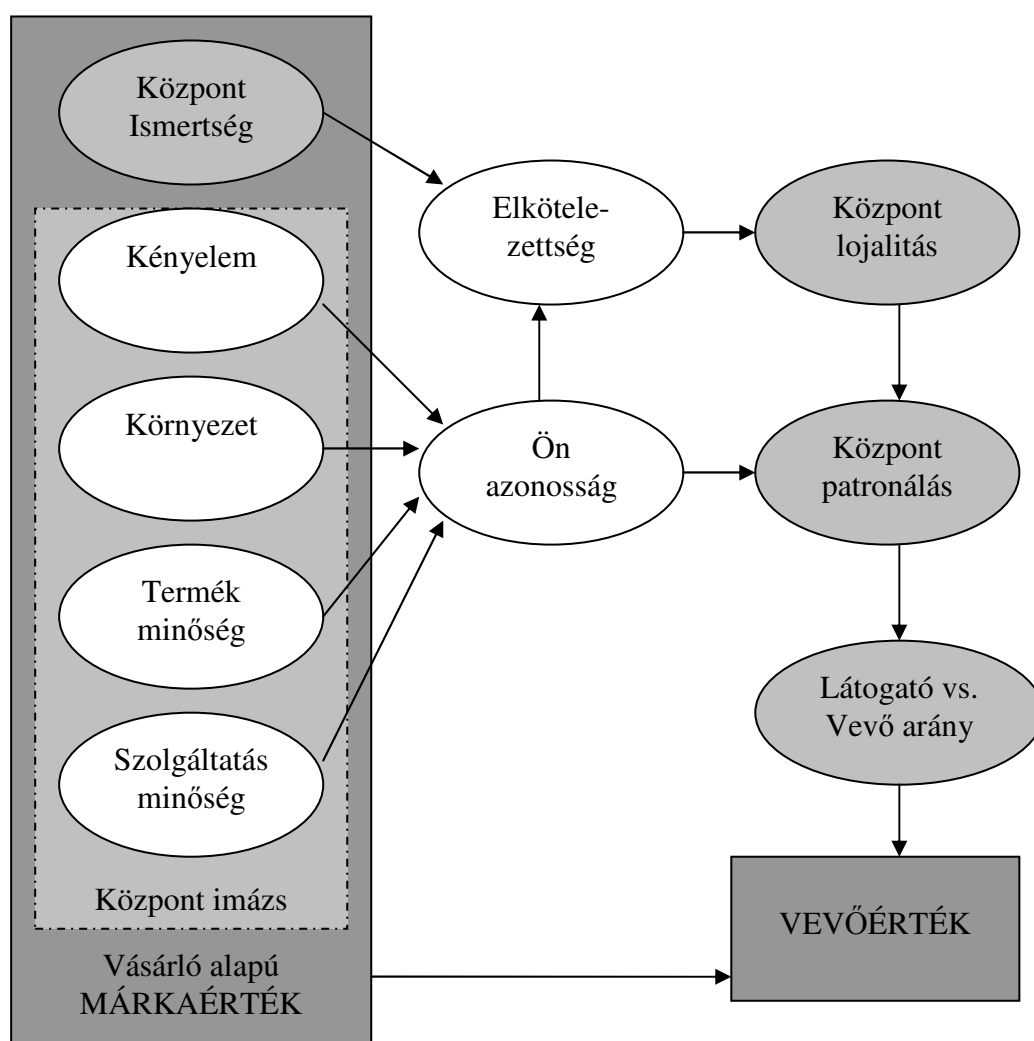 Központ
Ismertség
Kényelem
Környezet
Termék
minőség
Szolgáltatás
minőség
Központ imázs
Vásárló alapú
MÁRKAÉRTÉK
Elkötele-
zettség
Ön
azonosság
Központ
lojalitás
Központ
patronálás
Látogató vs.
Vevő arány
VEVŐÉRTÉK